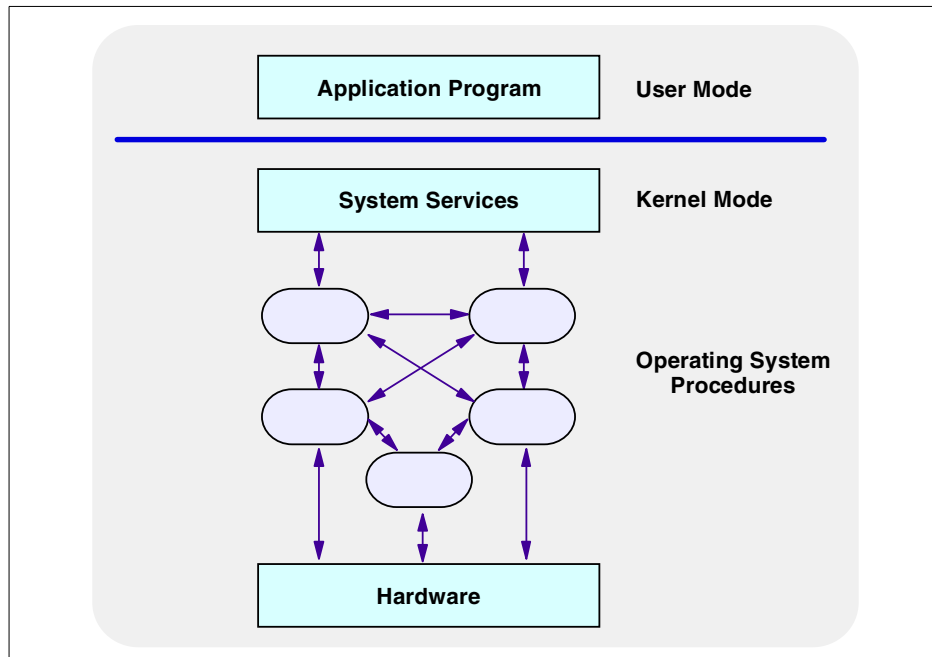 Application Program
User Mode
System Services
Kernel Mode
Operating System
Procedures
Hardware